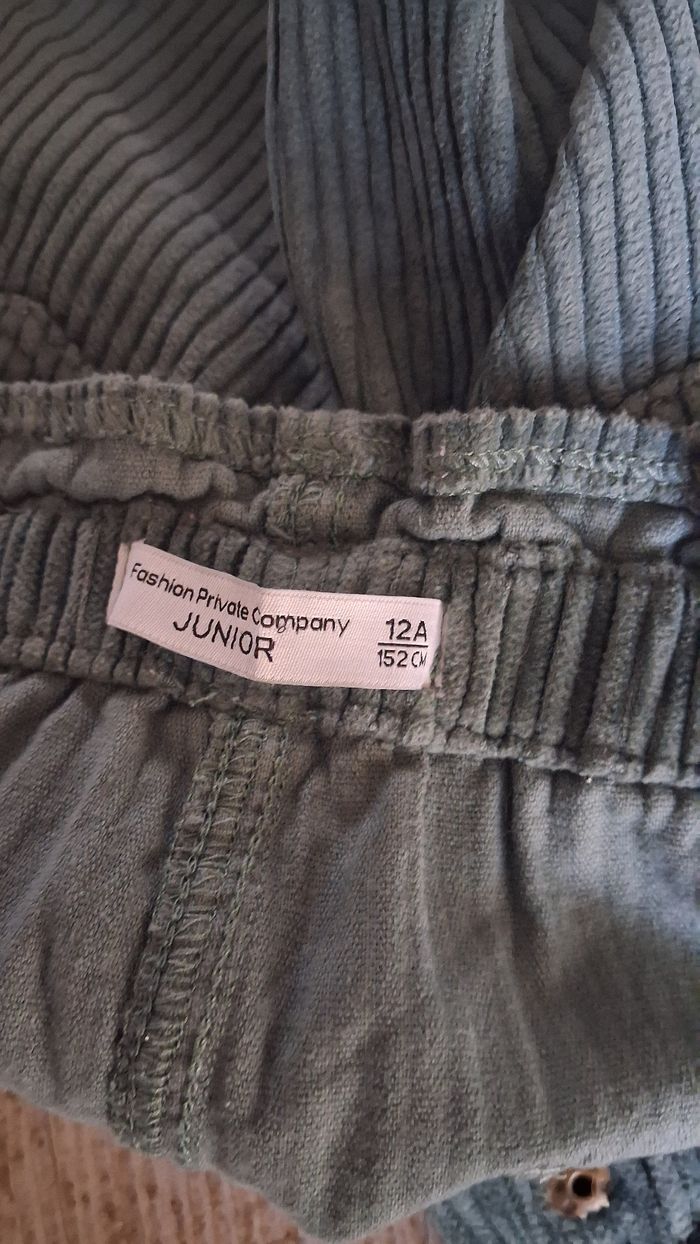 Fashion Private Company
JUNIOR
12A
152 CM